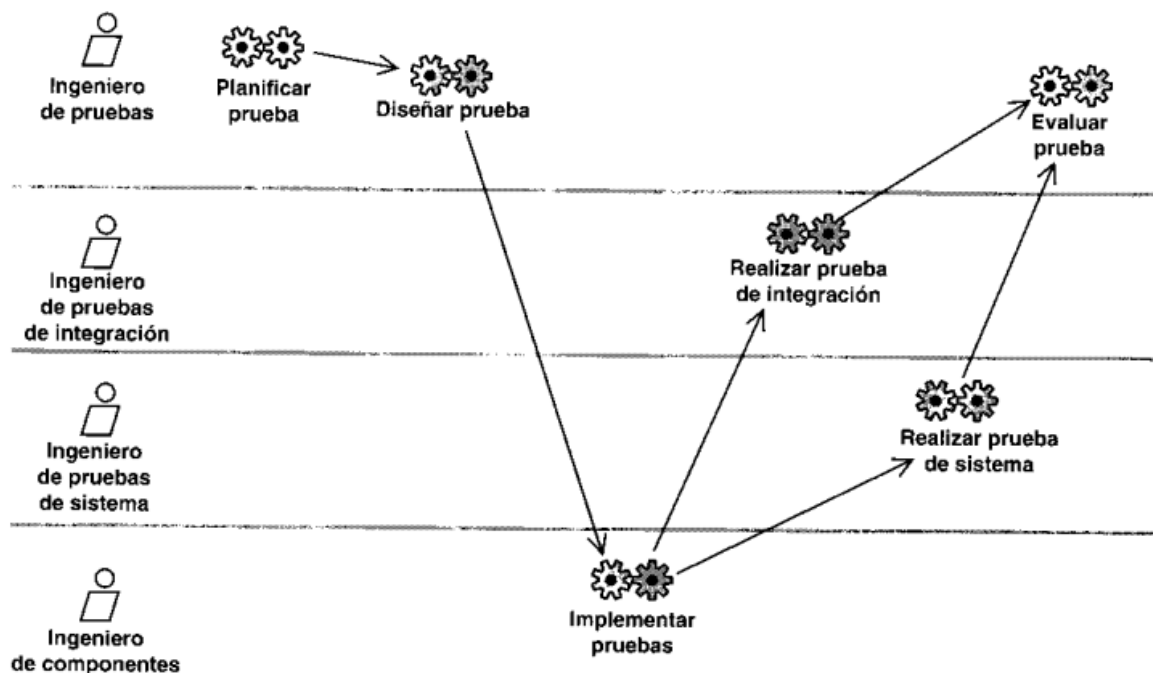 Ingeniero
de pruebas
Planificar
prueba
Diseñar prueba
Evaluar
prueba
Ingeniero
de pruebas
de integración
Realizar prueba
de integración
Ingeniero
de pruebas
de sistema
Realizar prueba
de sistema
Ingeniero
de componentes
Implementar
pruebas